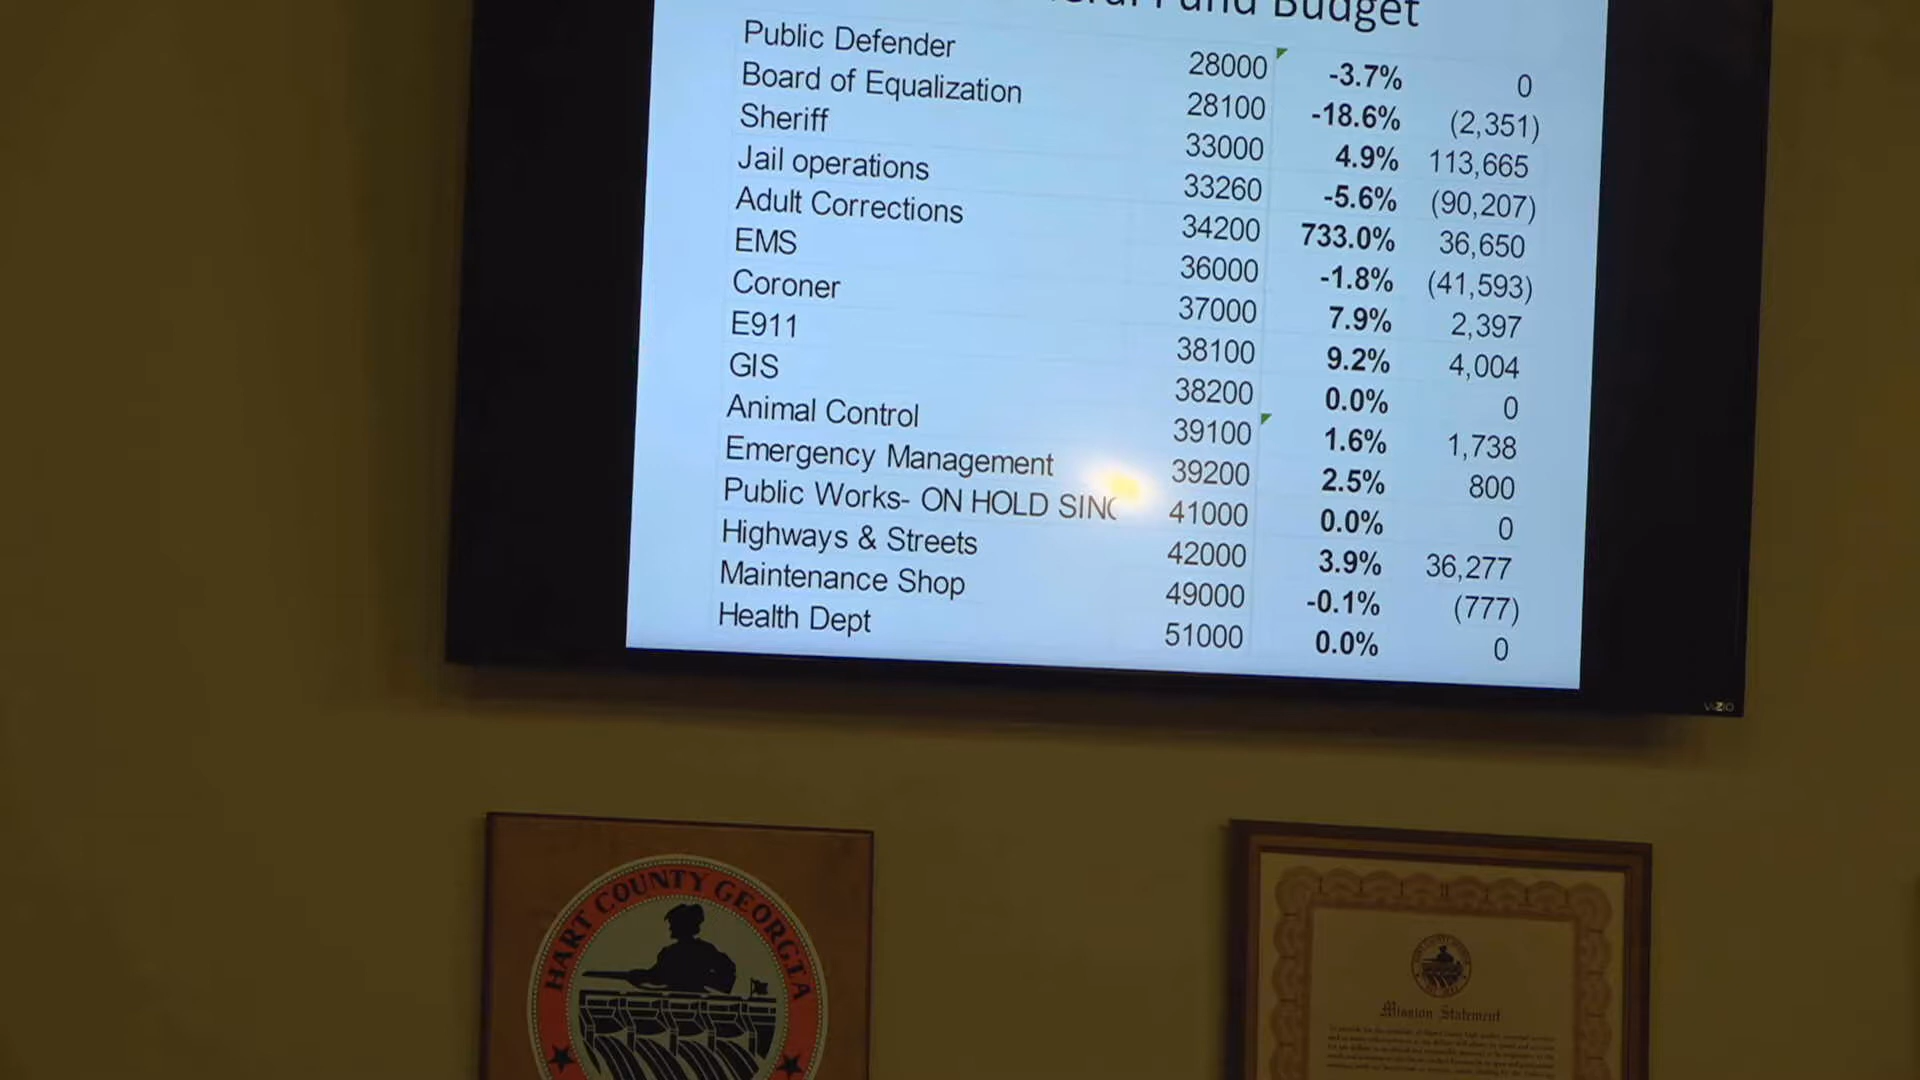 Fund Budget
Public Defender 28000 -3.7% 0
Board of Equalization 28100 -18.6% (2,351)
Sheriff 33000 4.9% 113,665
Jail operations 33260 -5.6% (90,207)
Adult Corrections 34200 733.0% 36,650
EMS 36000 -1.8% (41,593)
Coroner 37000 7.9% 2,397
E911 38100 9.2% 4,004
GIS 38200 0.0% 0
Animal Control 39100 1.6% 1,738
Emergency Management 39200 2.5% 800
Public Works- ON HOLD SINC 41000 0.0% 0
Highways & Streets 42000 3.9% 36,277
Maintenance Shop 49000 -0.1% (777)
Health Dept 51000 0.0% 0
VIZIO
HART COUNTY GEORGIA
Mission Statement